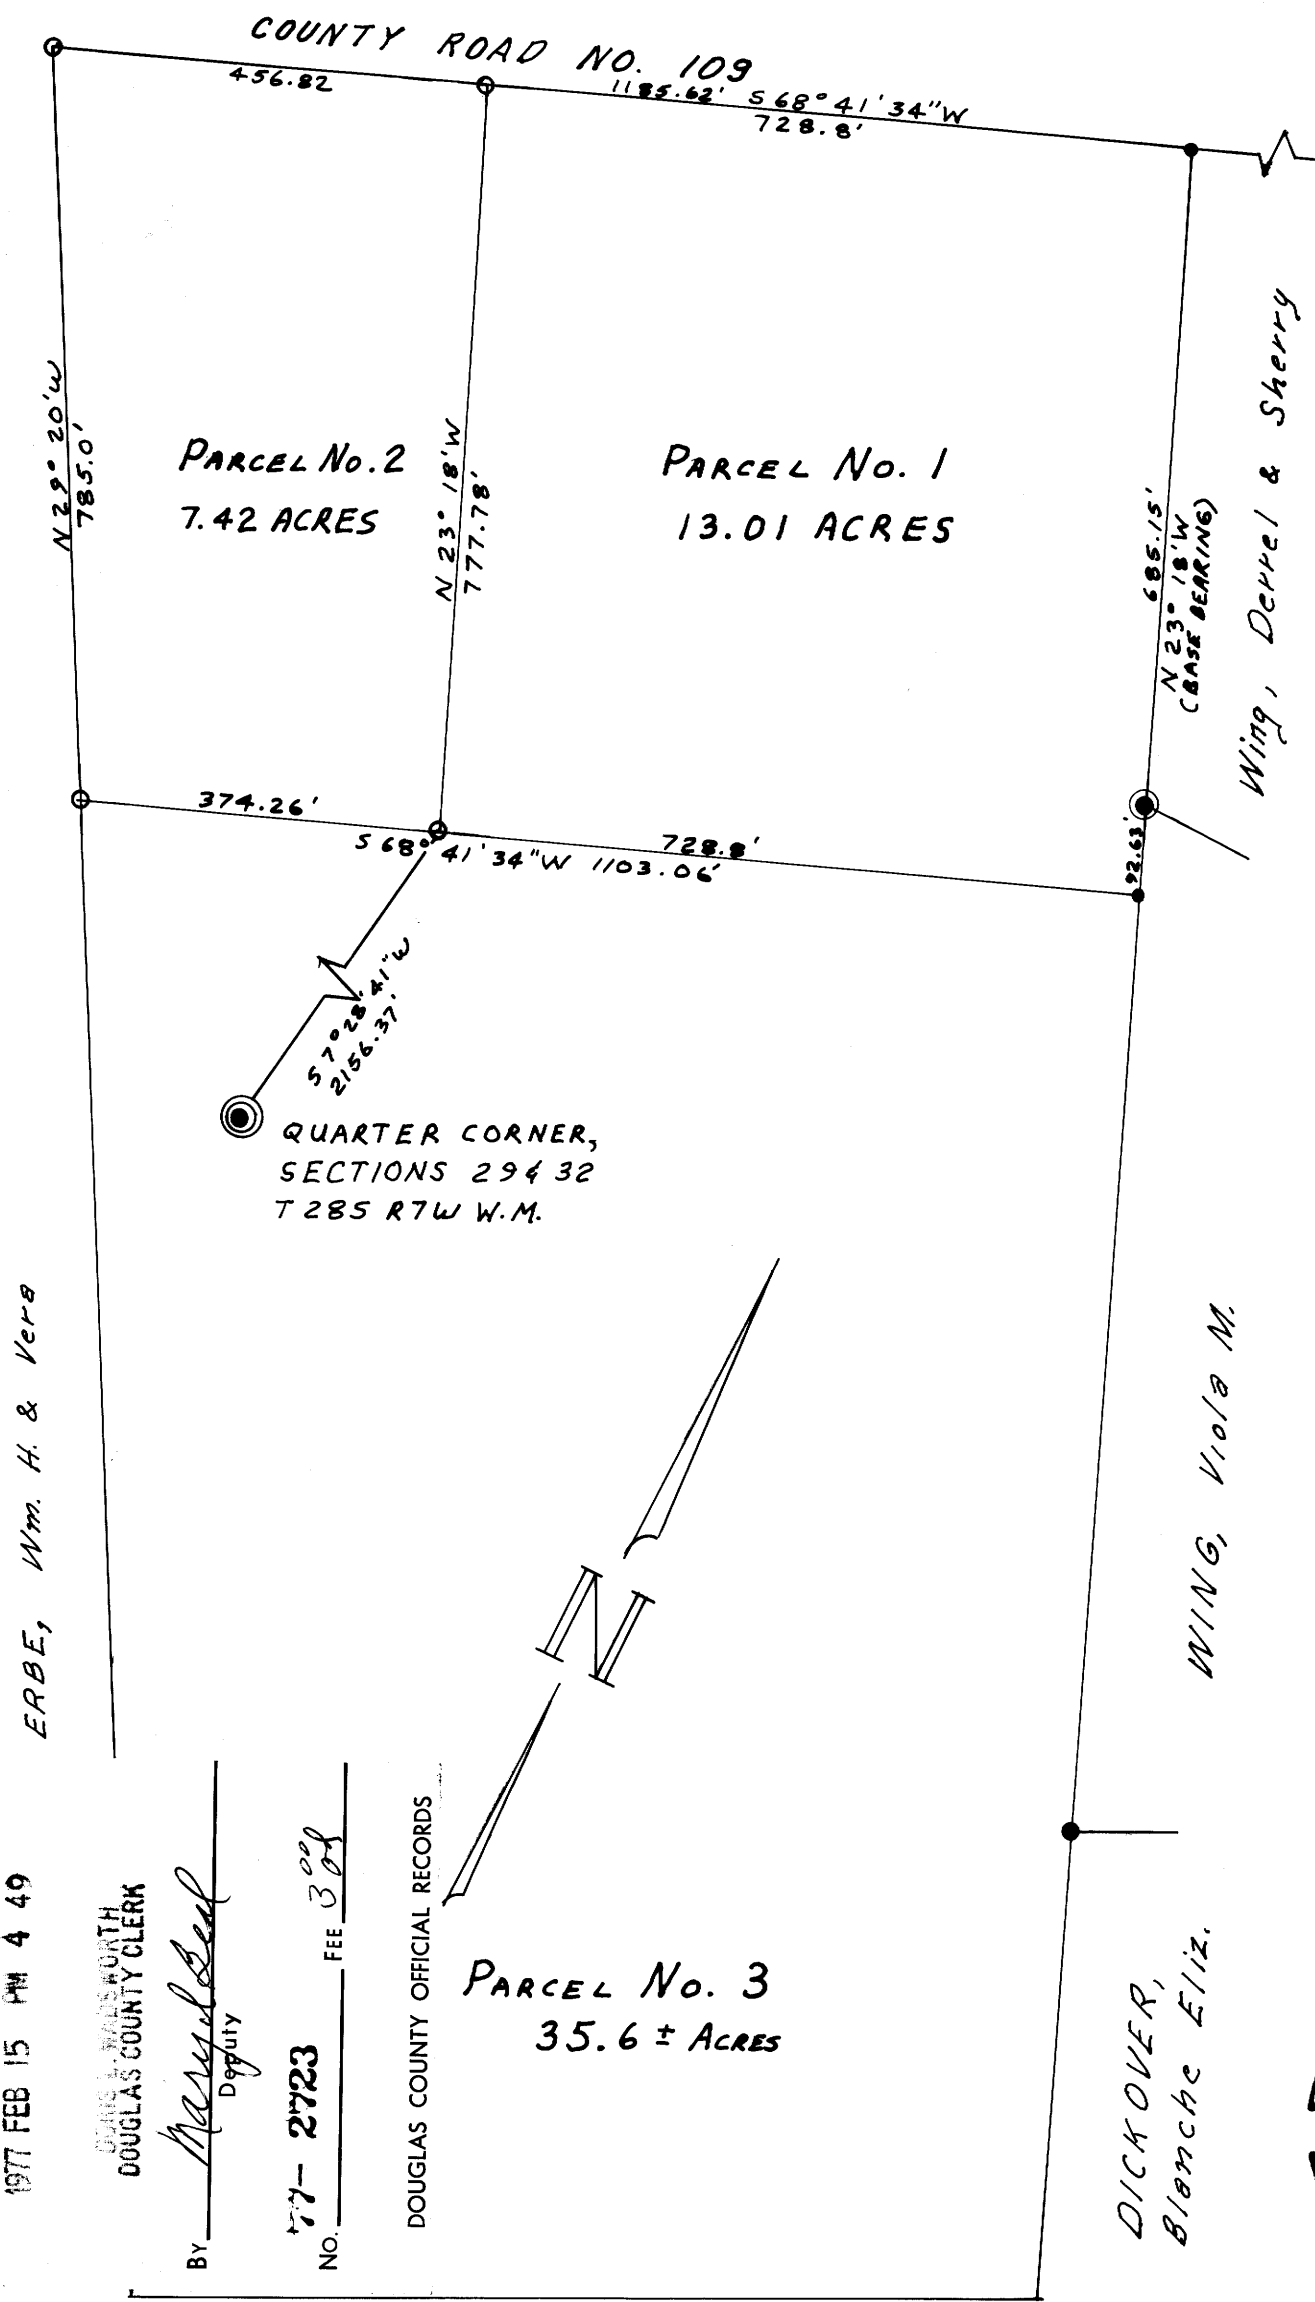 COUNTY ROAD NO. 109
456.82
1185.62' S 68° 41' 34" W
728.8'
N 29° 20' W
785.0'
PARCEL No. 2
7.42 ACRES
N 23° 18' W
777.78'
PARCEL No. 1
13.01 ACRES
685.15'
N 23° 18' W
(BASE BEARING)
Wing, Derrel & Sherry
374.26'
728.8'
S 68° 41' 34" W 1103.06'
92.63'
S 7° 28' 41" W
2156.37'
QUARTER CORNER,
SECTIONS 29 & 32
T 28S R7W W.M.
ERBE, Wm. H. & Vera
WING, Viola M.
N
1977 FEB 15 PM 4 49
DOUGLAS COUNTY CLERK
BY
Deputy
NO. 77-2723 FEE 3 00
DOUGLAS COUNTY OFFICIAL RECORDS
PARCEL No. 3
35.6 ± ACRES
DICKOVER,
Blanche Eliz.